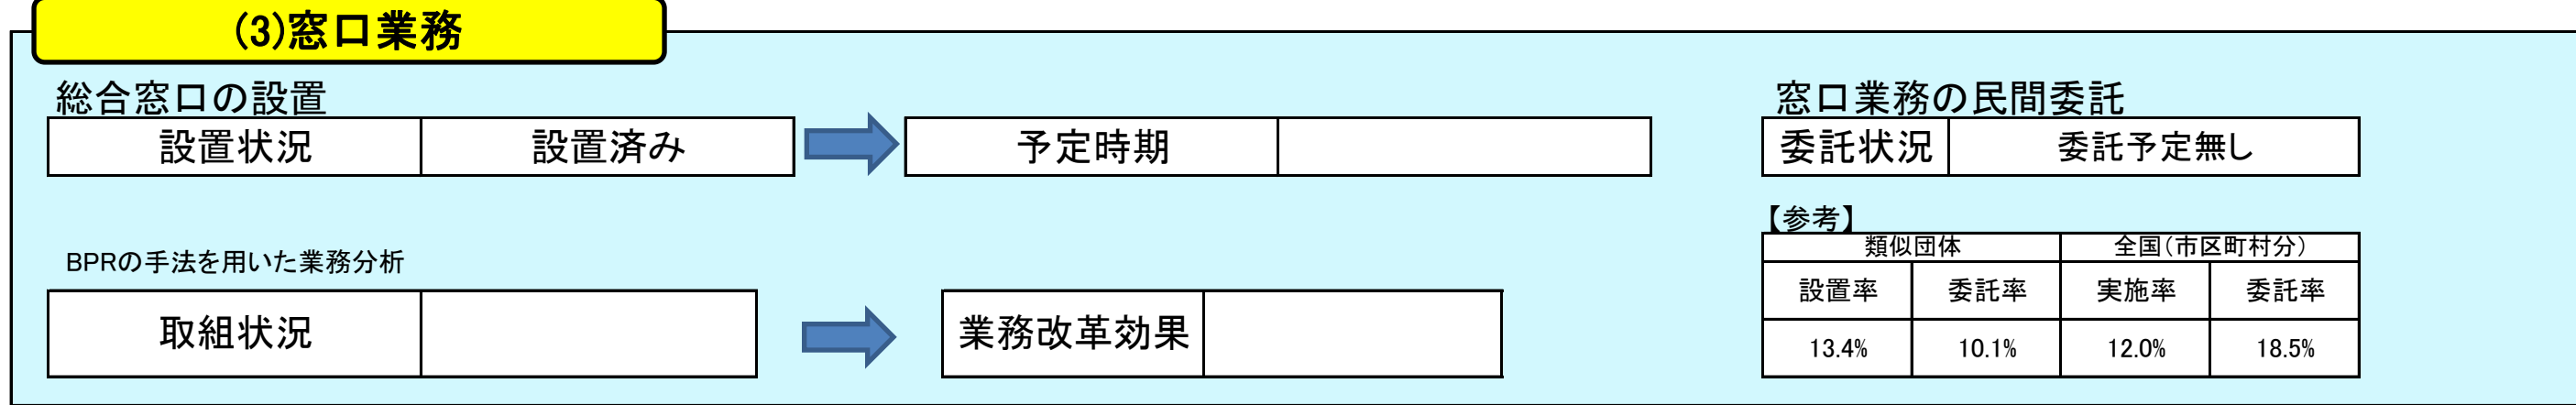 (3)窓口業務
総合窓口の設置
設置状況 設置済み 予定時期
BPRの手法を用いた業務分析
取組状況 業務改革効果
窓口業務の民間委託
委託状況 委託予定無し
【参考】
類似団体 全国(市区町村分)
設置率 委託率 実施率 委託率
13.4% 10.1% 12.0% 18.5%